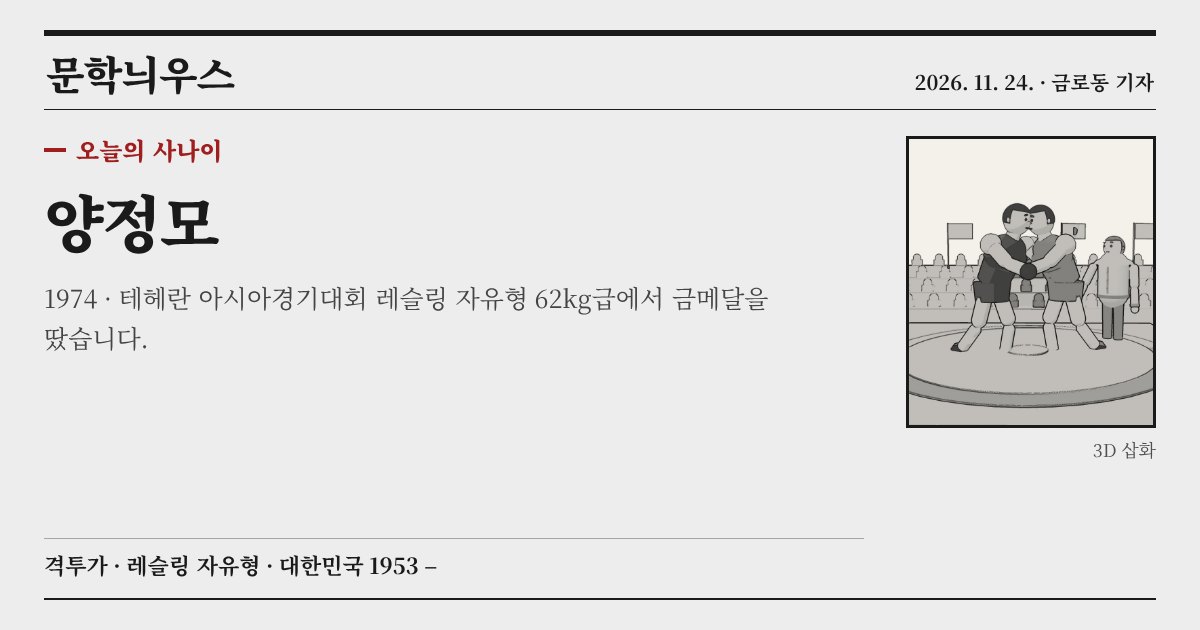 문학늬우스
2026. 11. 24. · 금로동 기자
오늘의 사나이
양정모
1974 · 테헤란 아시아경기대회 레슬링 자유형 62kg급에서 금메달을
땄습니다.
3D 삽화
격투가 · 레슬링 자유형 · 대한민국 1953 –